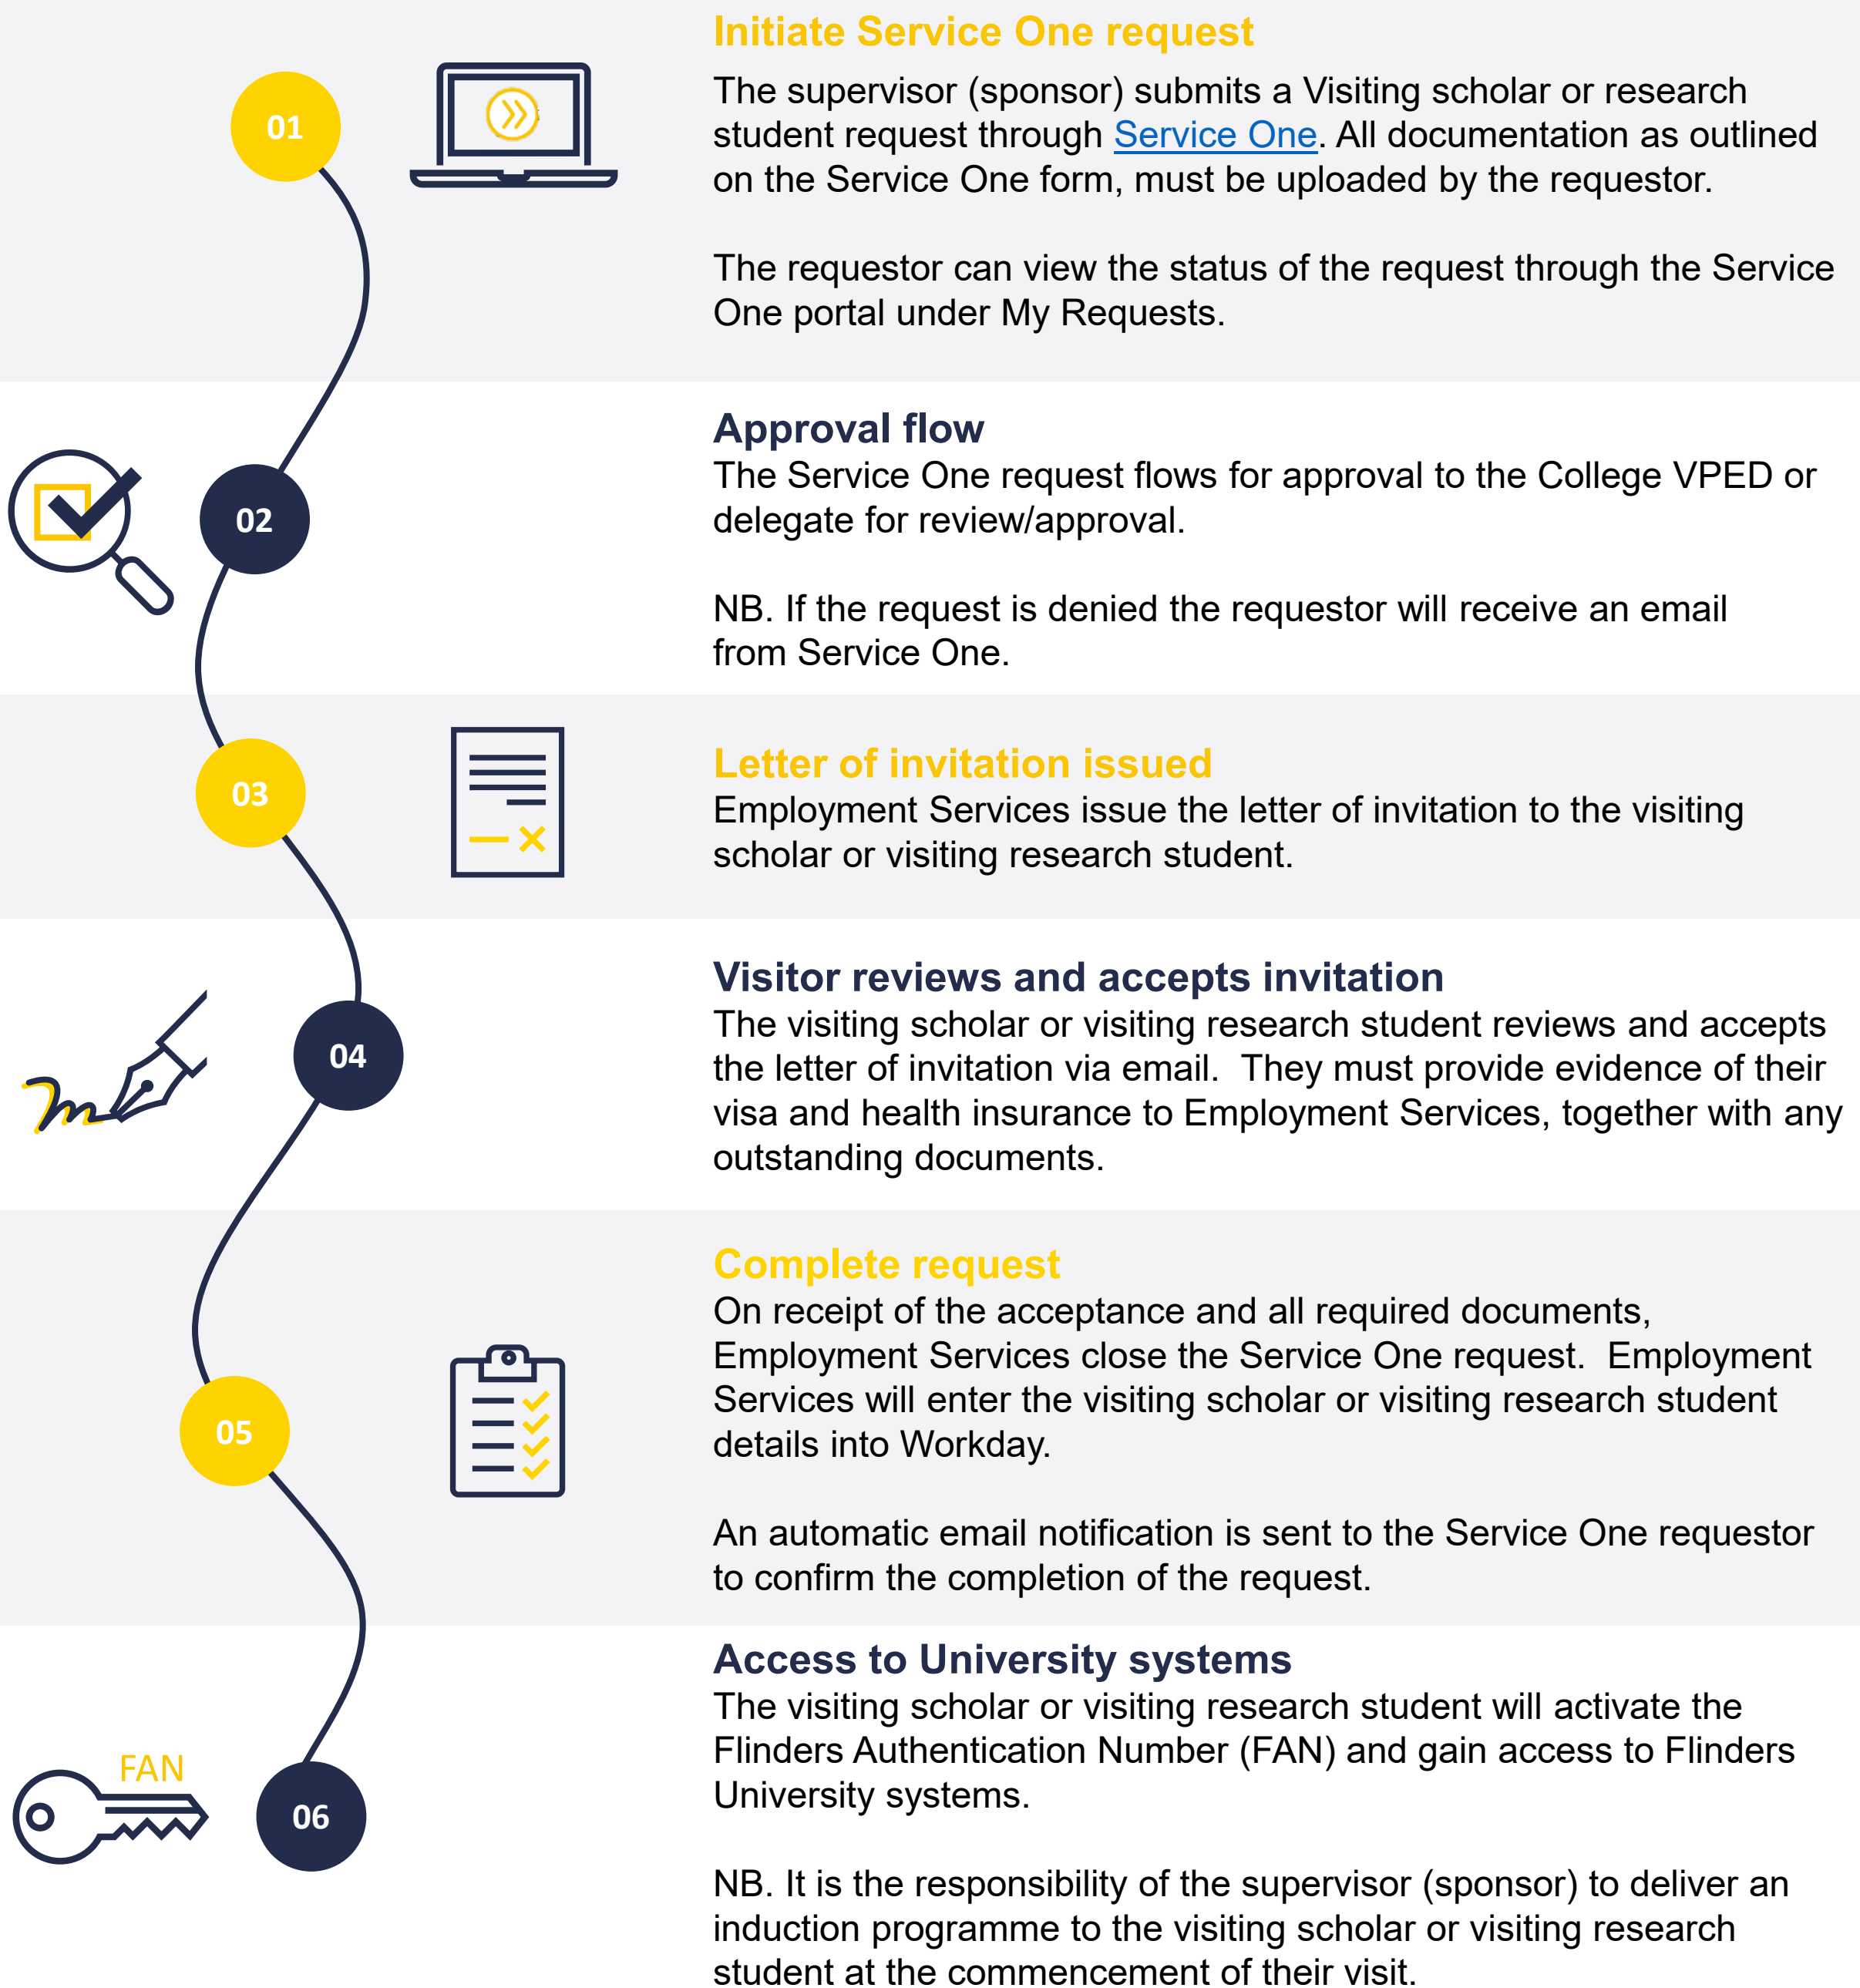 Initiate Service One request
01
The supervisor (sponsor) submits a Visiting scholar or research
student request through Service One. All documentation as outlined
on the Service One form, must be uploaded by the requestor.
The requestor can view the status of the request through the Service
One portal under My Requests.
02
Approval flow
The Service One request flows for approval to the College VPED or
delegate for review/approval.
NB. If the request is denied the requestor will receive an email
from Service One.
03
Letter of invitation issued
Employment Services issue the letter of invitation to the visiting
scholar or visiting research student.
04
Visitor reviews and accepts invitation
The visiting scholar or visiting research student reviews and accepts
the letter of invitation via email.  They must provide evidence of their
visa and health insurance to Employment Services, together with any
outstanding documents.
05
Complete request
On receipt of the acceptance and all required documents,
Employment Services close the Service One request.  Employment
Services will enter the visiting scholar or visiting research student
details into Workday.
An automatic email notification is sent to the Service One requestor
to confirm the completion of the request.
FAN
06
Access to University systems
The visiting scholar or visiting research student will activate the
Flinders Authentication Number (FAN) and gain access to Flinders
University systems.
NB. It is the responsibility of the supervisor (sponsor) to deliver an
induction programme to the visiting scholar or visiting research
student at the commencement of their visit.